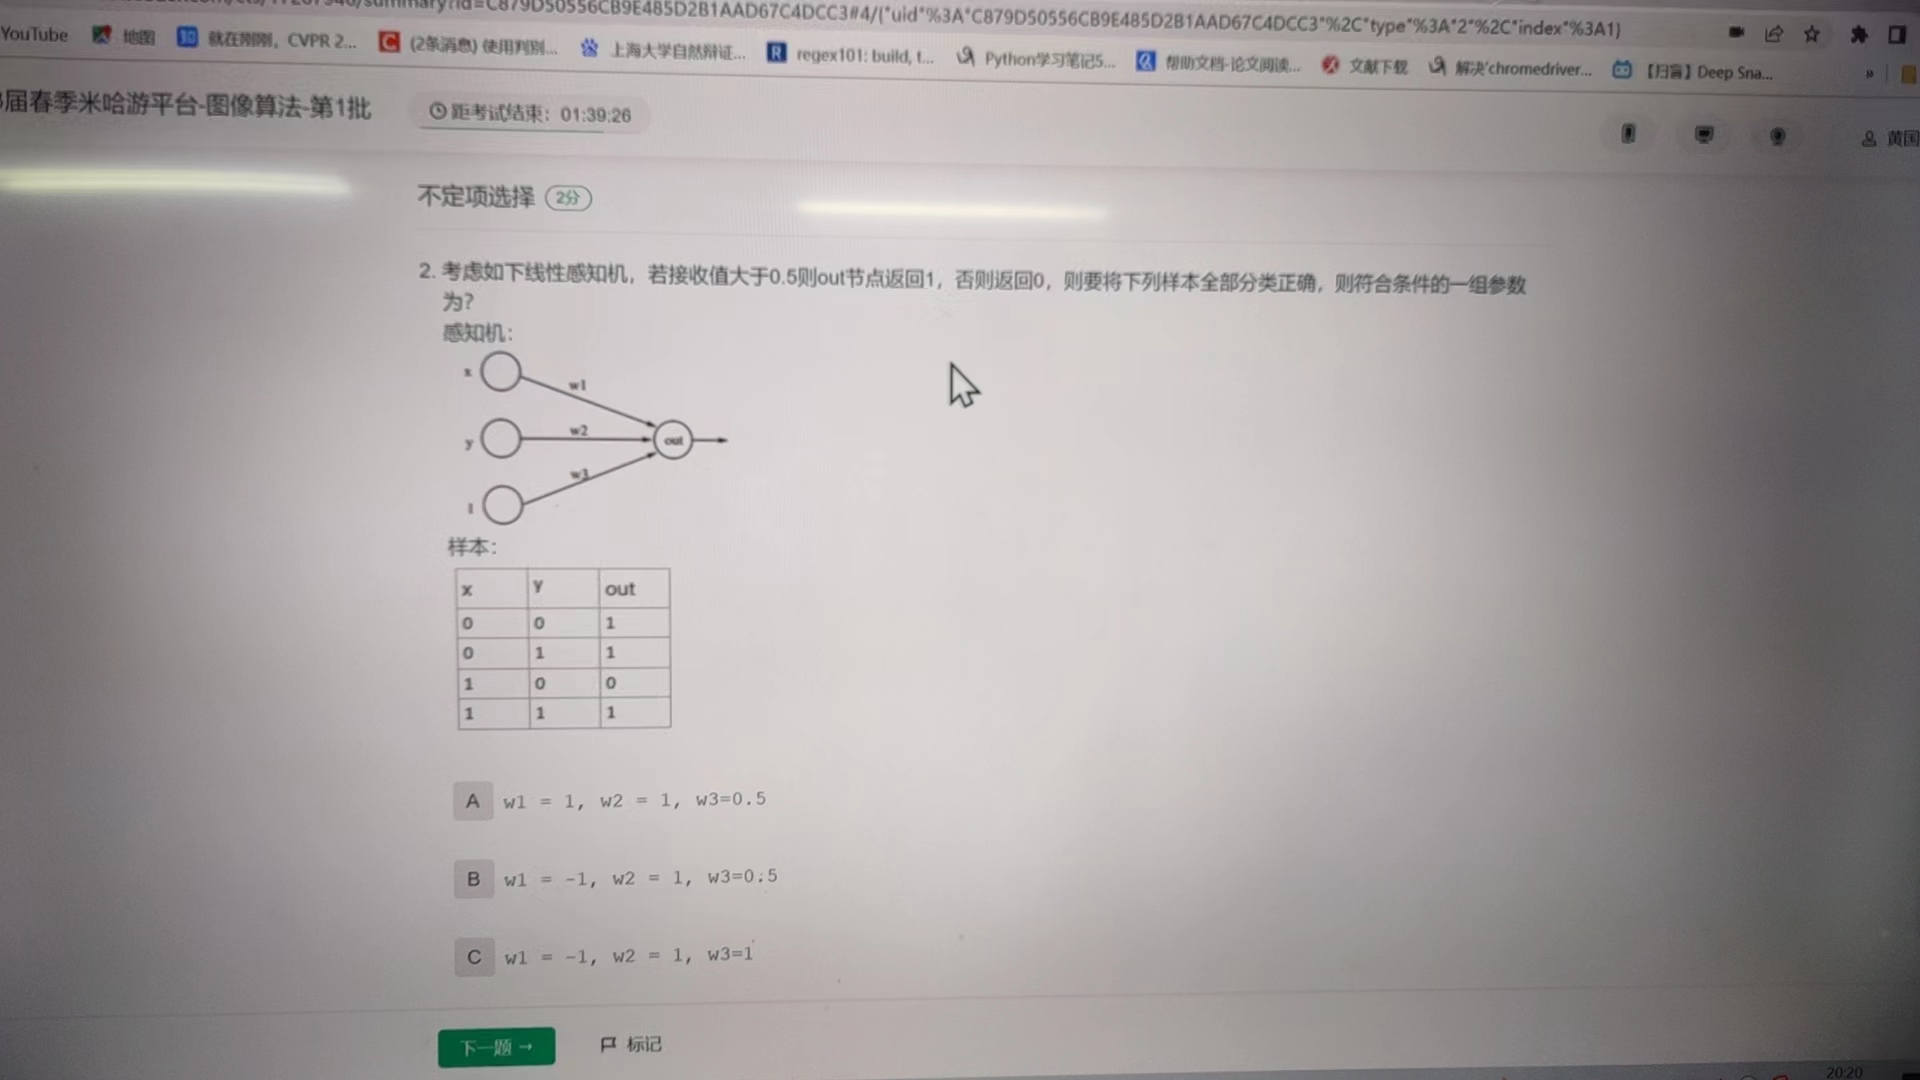 summary?id=C879D50556CB9E485D2B1AAD67C4DCC3#4/{"uid"%3A"C879D50556CB9E485D2B1AAD67C4DCC3"%2C"type"%3A"2"%2C"index"%3A1}
YouTube 地图 就在刚刚，CVPR 2... (2条消息) 使用判别... 上海大学自然辩证... regex101: build, t... Python学习笔记5... 帮助文档-论文阅读... 文献下载 解决'chromedriver... 【扫盲】Deep Sna... »
届春季米哈游平台-图像算法-第1批 距考试结束：01:39:26
黄国
不定项选择 2分
2. 考虑如下线性感知机，若接收值大于0.5则out节点返回1，否则返回0，则要将下列样本全部分类正确，则符合条件的一组参数
为？
感知机：
x w1
y w2 out
1 w3
样本：
x y out
0 0 1
0 1 1
1 0 0
1 1 1
A w1 = 1, w2 = 1, w3=0.5
B w1 = -1, w2 = 1, w3=0.5
C w1 = -1, w2 = 1, w3=1
下一题 → 标记
20:20